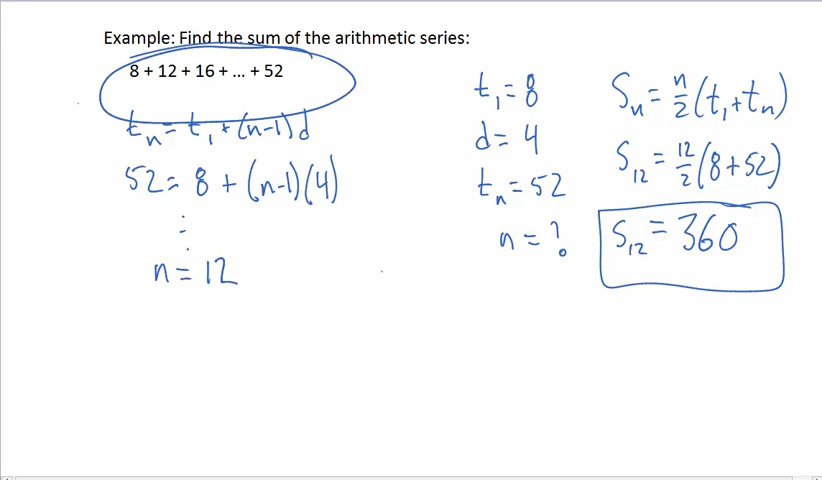 Example: Find the sum of the arithmetic series:
8 + 12 + 16 + ... + 52
tₙ = t₁ + (n-1)d
52 = 8 + (n-1)(4)
⋮
n = 12
t₁ = 8
d = 4
tₙ = 52
n = ?
Sₙ = n/2 (t₁ + tₙ)
S₁₂ = 12/2 (8 + 52)
S₁₂ = 360